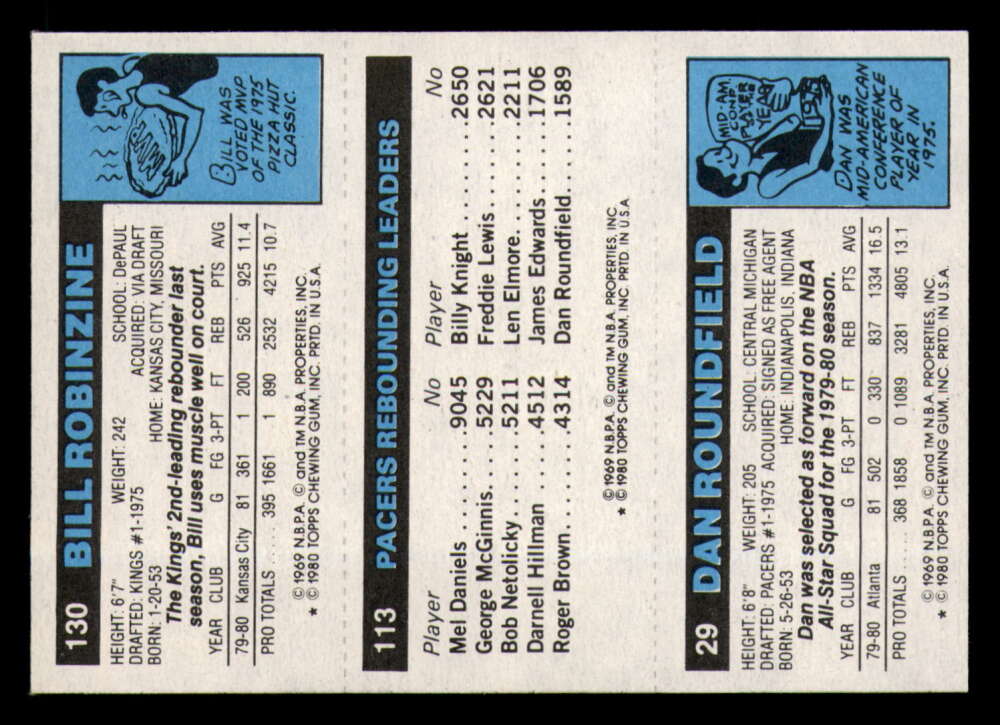 130 BILL ROBINZINE
HEIGHT: 6'7" WEIGHT: 242 SCHOOL: DePAUL
DRAFTED: KINGS #1-1975 ACQUIRED: VIA DRAFT
BORN: 1-20-53 HOME: KANSAS CITY, MISSOURI
The Kings' 2nd-leading rebounder last
season, Bill uses muscle well on court.
YEAR CLUB G FG 3-PT FT REB PTS AVG
79-80 Kansas City 81 361 1 200 526 925 11.4
PRO TOTALS .... 395 1661 1 890 2532 4215 10.7
© 1969 N.B.P.A. © and TM N.B.A. PROPERTIES, INC.
* © 1980 TOPPS CHEWING GUM, INC. PRTD. IN U.S.A.
PAWN
BILL WAS
VOTED MVP
OF THE 1975
PIZZA HUT
CLASSIC.
113 PACERS REBOUNDING LEADERS
Player No Player No
Mel Daniels ........9045 Billy Knight ........2650
George McGinnis....5229 Freddie Lewis......2621
Bob Netolicky.......5211 Len Elmore........2211
Darnell Hillman .....4512 James Edwards....1706
Roger Brown........4314 Dan Roundfield....1589
© 1969 N.B.P.A. © and TM N.B.A. PROPERTIES, INC.
* © 1980 TOPPS CHEWING GUM, INC. PRTD. IN U.S.A.
29 DAN ROUNDFIELD
HEIGHT: 6'8" WEIGHT: 205 SCHOOL: CENTRAL MICHIGAN
DRAFTED: PACERS #1-1975 ACQUIRED: SIGNED AS FREE AGENT
BORN: 5-26-53 HOME: INDIANAPOLIS, INDIANA
Dan was selected as forward on the NBA
All-Star Squad for the 1979-80 season.
YEAR CLUB G FG 3-PT FT REB PTS AVG
79-80 Atlanta 81 502 0 330 837 1334 16.5
PRO TOTALS .... 368 1858 0 1089 3281 4805 13.1
© 1969 N.B.P.A. © and TM N.B.A. PROPERTIES, INC.
* © 1980 TOPPS CHEWING GUM, INC. PRTD. IN U.S.A.
MID-AM.
CONF.
PLAYER
YEAR
1975
DAN WAS
MID-AMERICAN
CONFERENCE
PLAYER OF
YEAR IN
1975.